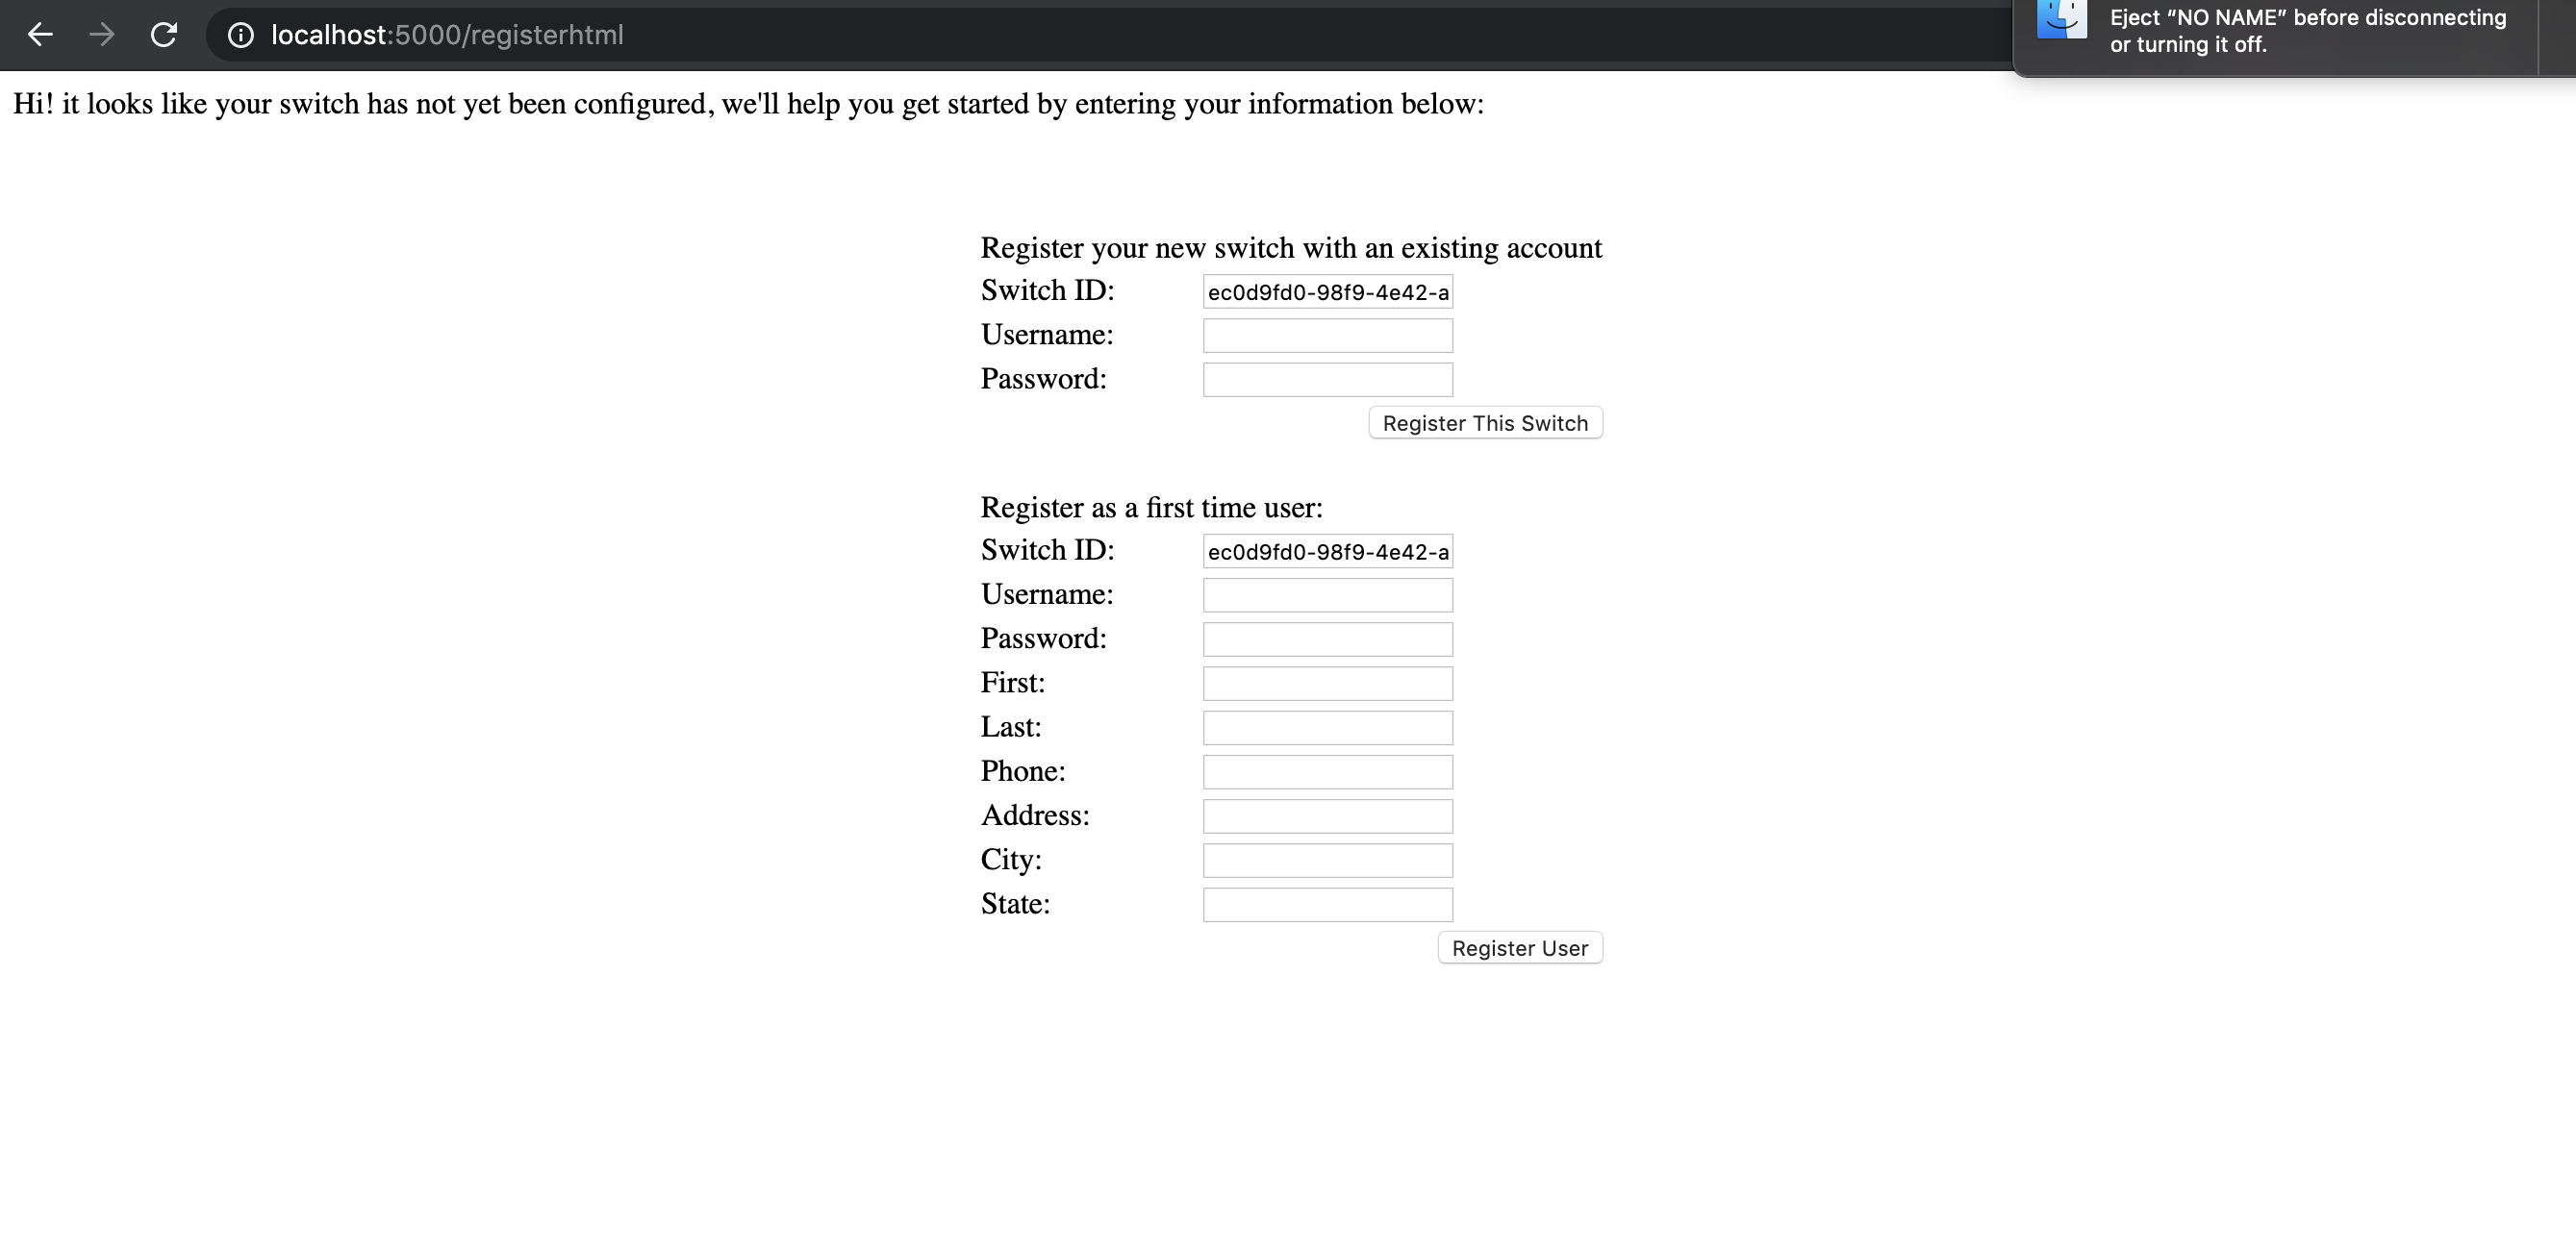 localhost:5000/registerhtml
Eject “NO NAME” before disconnecting
or turning it off.
Hi! it looks like your switch has not yet been configured, we'll help you get started by entering your information below:
Register your new switch with an existing account
Switch ID: ec0d9fd0-98f9-4e42-a
Username:
Password:
Register This Switch
Register as a first time user:
Switch ID: ec0d9fd0-98f9-4e42-a
Username:
Password:
First:
Last:
Phone:
Address:
City:
State:
Register User